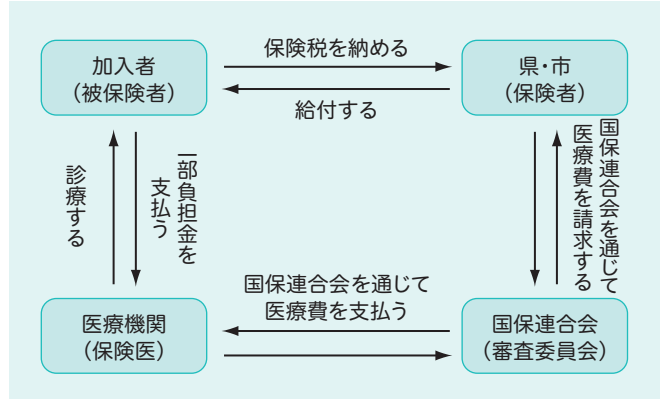 加入者
（被保険者）
保険税を納める
給付する
県・市
（保険者）
診療する
一部負担金を
支払う
国保連合会を通じて
医療費を請求する
医療機関
（保険医）
国保連合会を通じて
医療費を支払う
国保連合会
（審査委員会）